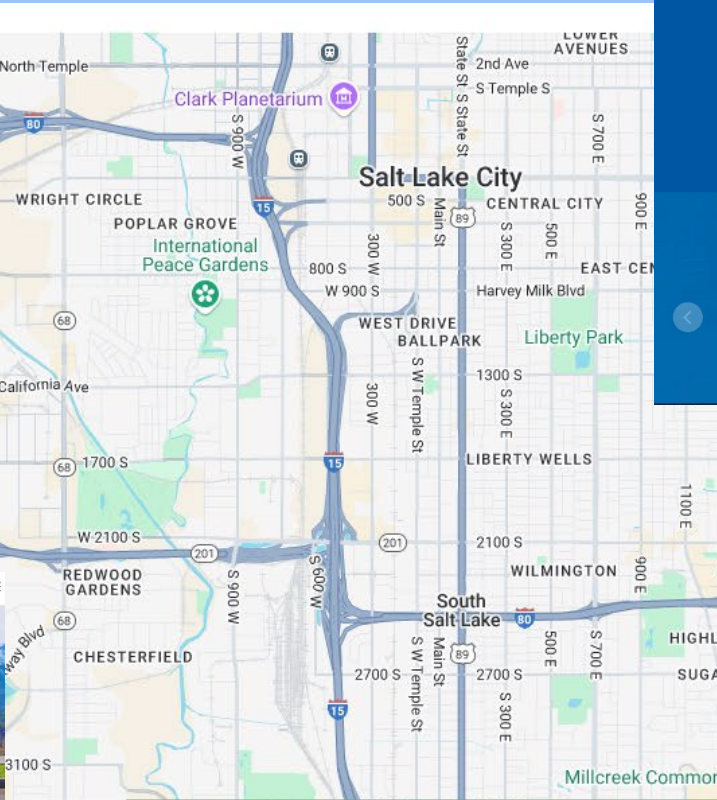 LOWER
AVENUES
North Temple
State St
2nd Ave
Clark Planetarium
S Temple S
S State St
80
S 900 W
S 700 E
Salt Lake City
WRIGHT CIRCLE
15
500 S
Main St
CENTRAL CITY
900 E
POPLAR GROVE
89
International
Peace Gardens
300 W
S 300 E
500 E
800 S
EAST CEN
W 900 S
Harvey Milk Blvd
68
WEST DRIVE
BALLPARK
Liberty Park
California Ave
300 W
S W Temple St
1300 S
S 300 E
1700 S
68
15
LIBERTY WELLS
1100 E
W 2100 S
201
201
2100 S
REDWOOD
GARDENS
S 900 W
S 600 W
WILMINGTON
900 E
68
South
Salt Lake
80
way Blvd
CHESTERFIELD
S W Temple St
Main St
89
500 E
S 700 E
HIGHL
2700 S
2700 S
SUGA
15
S 300 E
3100 S
Millcreek Common